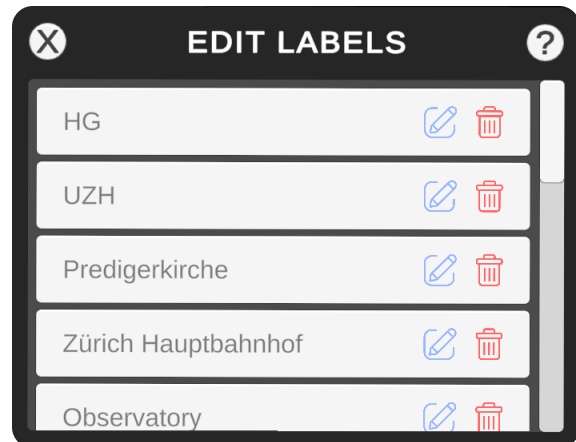 X
EDIT LABELS
?
HG
UZH
Predigerkirche
Zürich Hauptbahnhof
Observatory